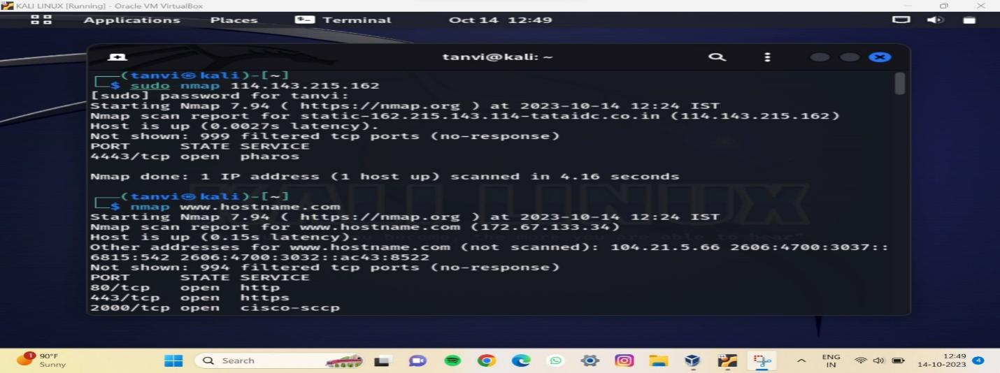 KALI LINUX [Running] - Oracle VM VirtualBox
Applications Places Terminal Oct 14 12:49
tanvi@kali: ~
(tanvi㉿kali)-[~]
$ sudo nmap 114.143.215.162
[sudo] password for tanvi:
Starting Nmap 7.94 ( https://nmap.org ) at 2023-10-14 12:24 IST
Nmap scan report for static-162.215.143.114-tataidc.co.in (114.143.215.162)
Host is up (0.0027s latency).
Not shown: 999 filtered tcp ports (no-response)
PORT STATE SERVICE
4443/tcp open pharos
Nmap done: 1 IP address (1 host up) scanned in 4.16 seconds
(tanvi㉿kali)-[~]
$ nmap www.hostname.com
Starting Nmap 7.94 ( https://nmap.org ) at 2023-10-14 12:24 IST
Nmap scan report for www.hostname.com (172.67.133.34)
Host is up (0.15s latency).
Other addresses for www.hostname.com (not scanned): 104.21.5.66 2606:4700:3037::
6815:542 2606:4700:3032::ac43:8522
Not shown: 994 filtered tcp ports (no-response)
PORT STATE SERVICE
80/tcp open http
443/tcp open https
2000/tcp open cisco-sccp
KALI LINUX
1
90°F
Sunny
Search
ENG
IN
12:49
14-10-2023
4